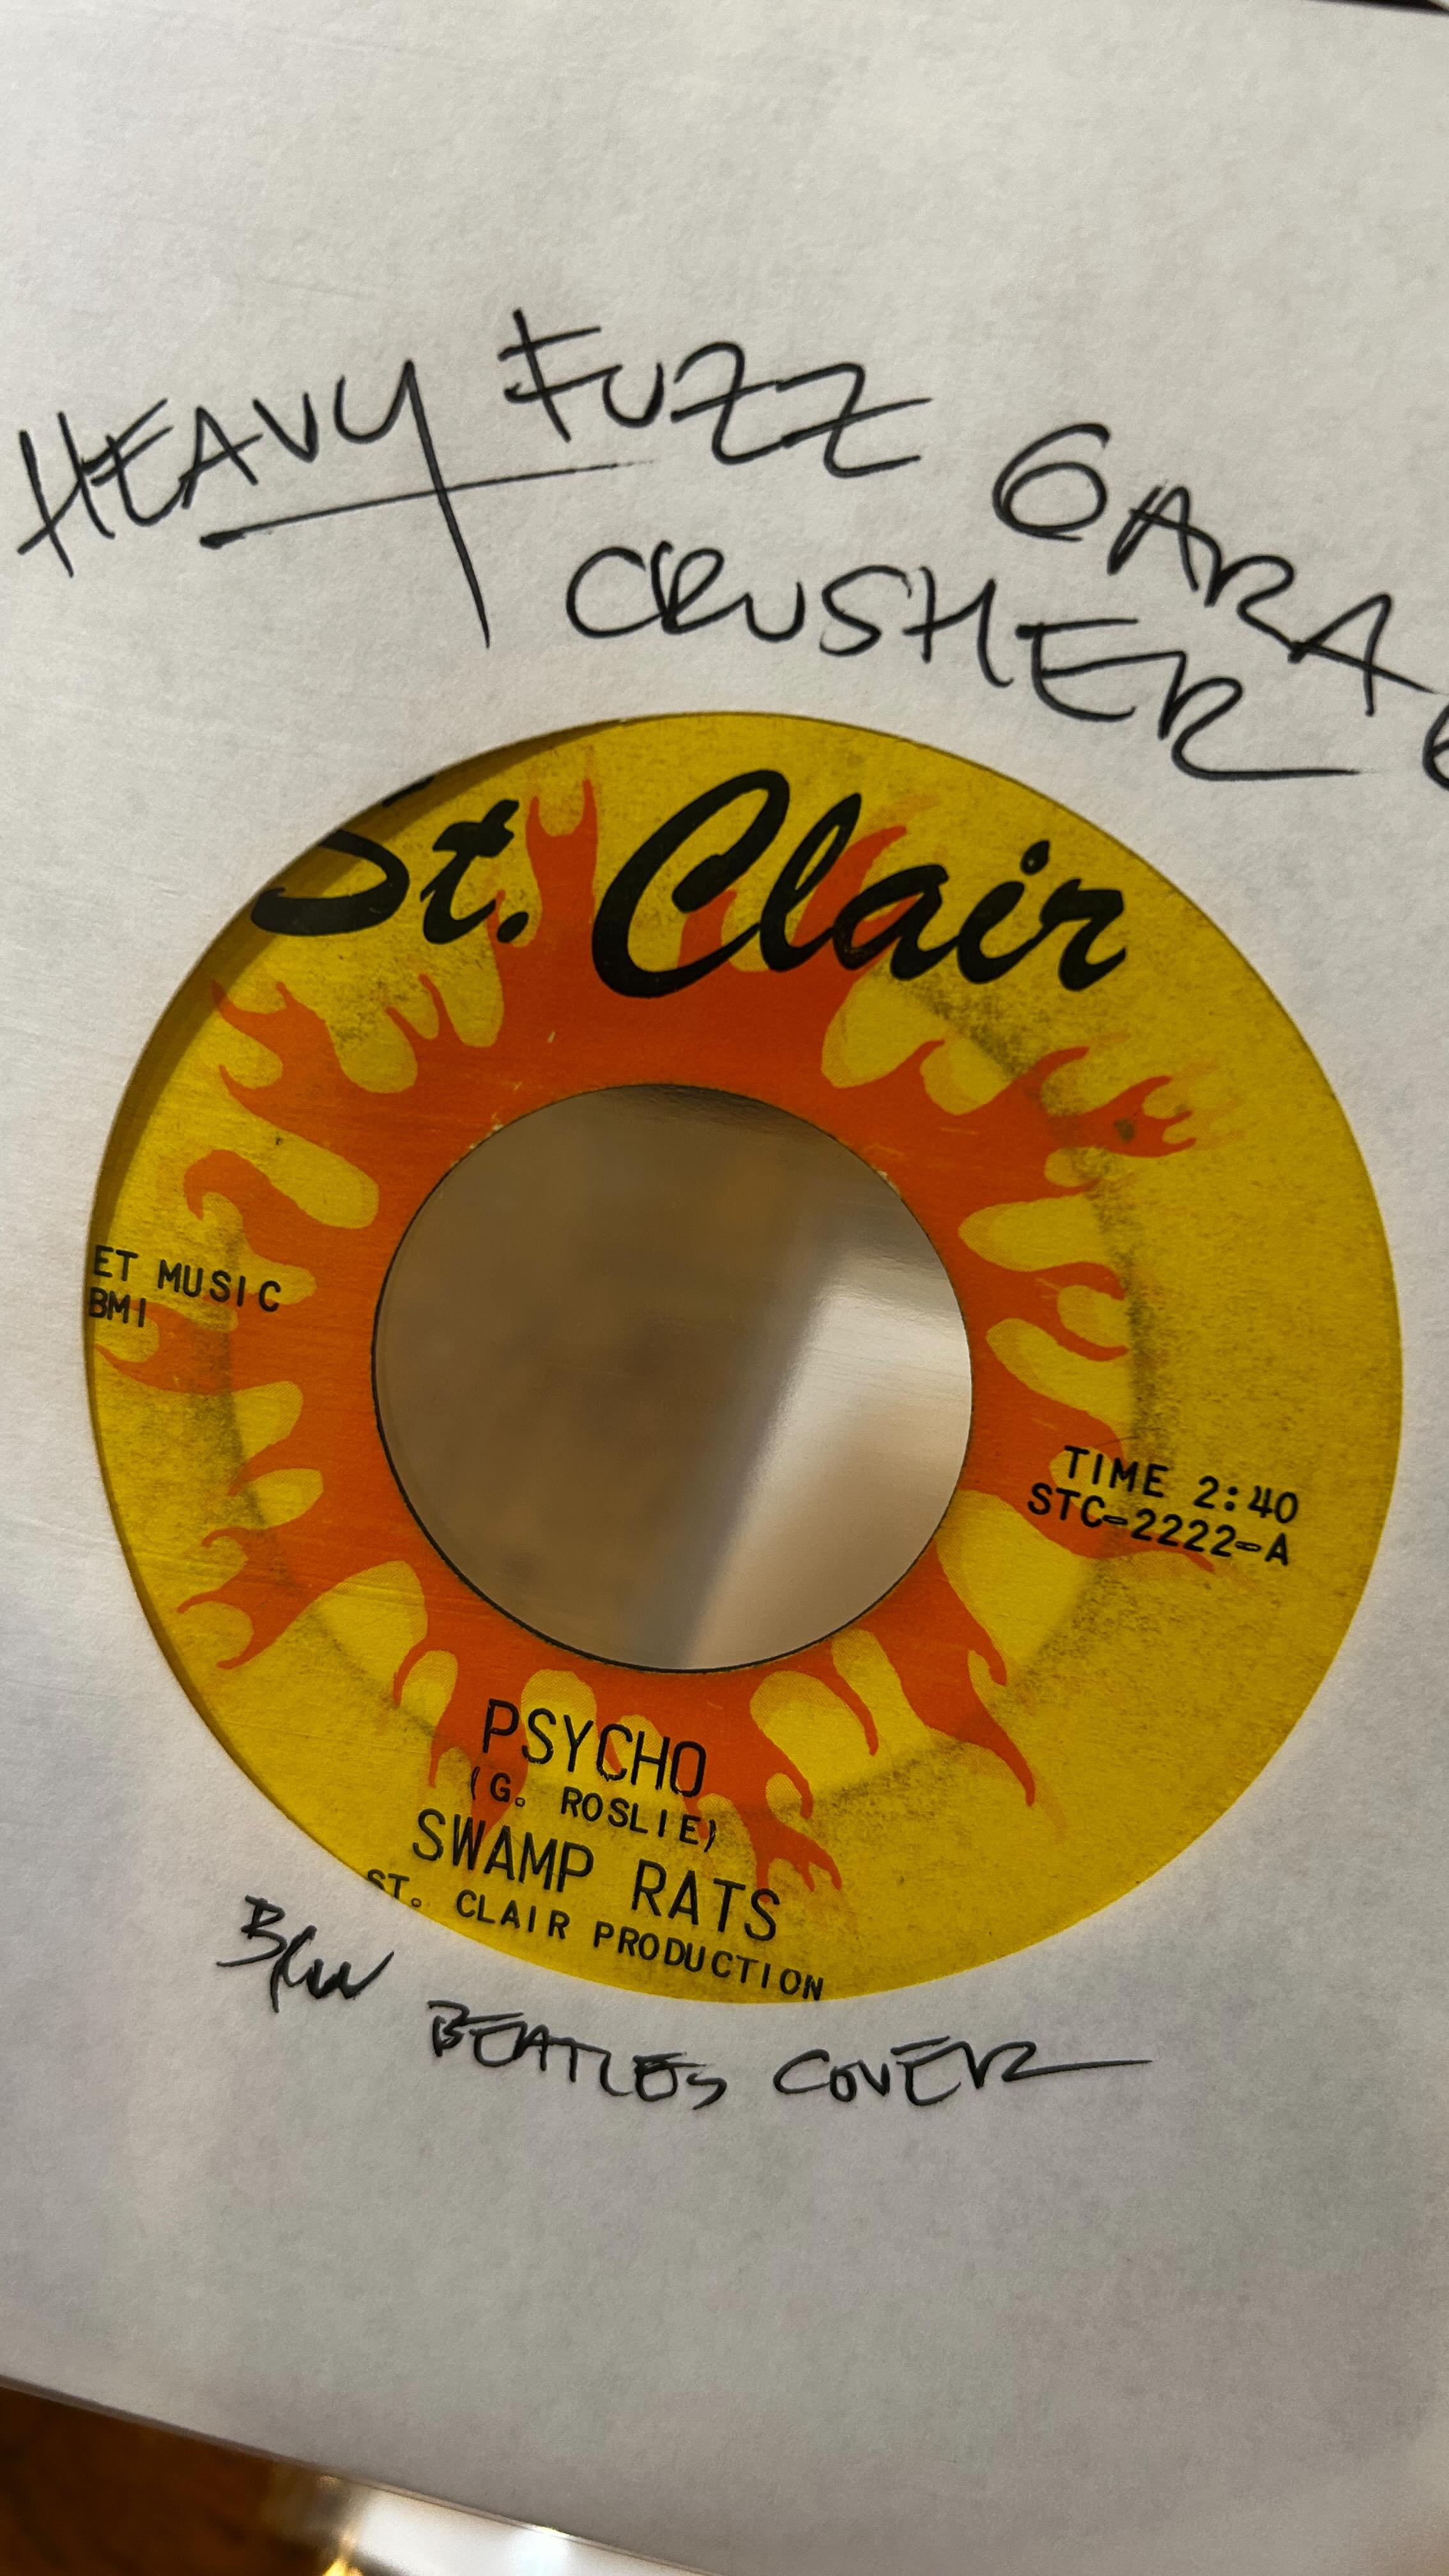 HEAVY FUZZ GARAG
CRUSHER
St. Clair
ET MUSIC
BMI
TIME 2:40
STC-2222-A
PSYCHO
(G. ROSLIE)
SWAMP RATS
ST. CLAIR PRODUCTION
B/W BEATLES COVER